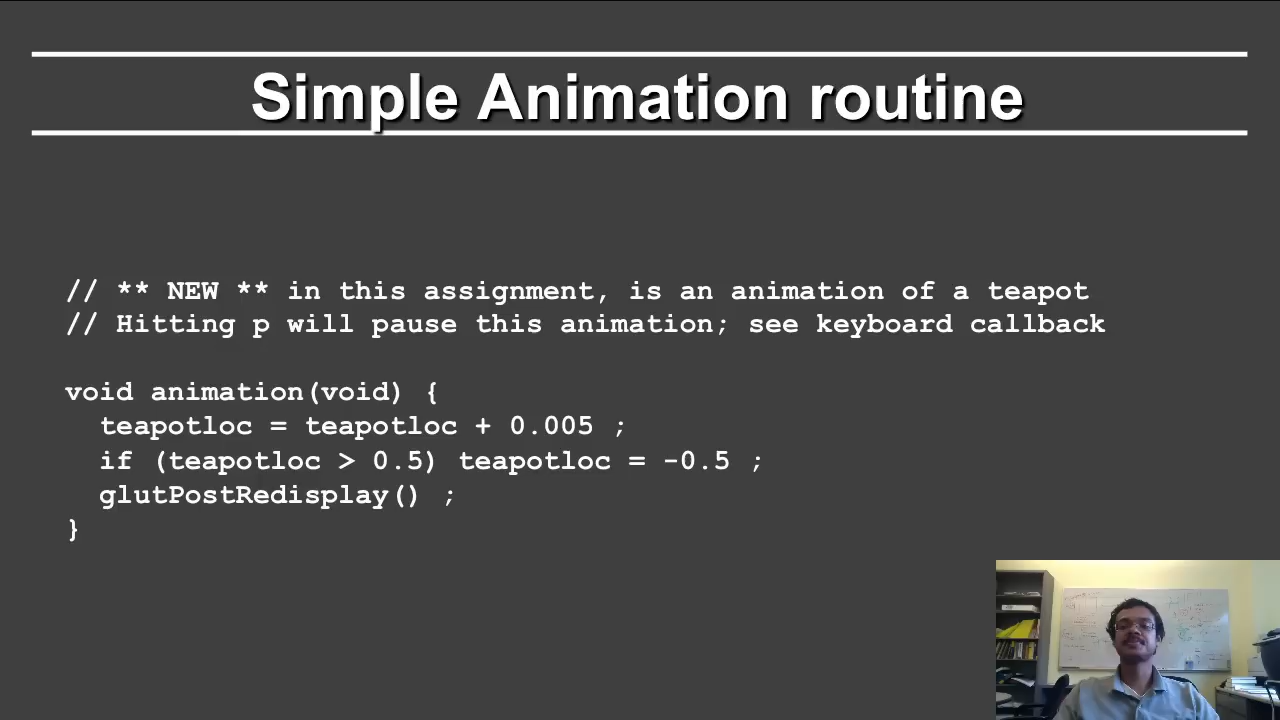 Simple Animation routine
// ** NEW ** in this assignment, is an animation of a teapot
// Hitting p will pause this animation; see keyboard callback
void animation(void) {
teapotloc = teapotloc + 0.005 ;
if (teapotloc > 0.5) teapotloc = -0.5 ;
glutPostRedisplay() ;
}